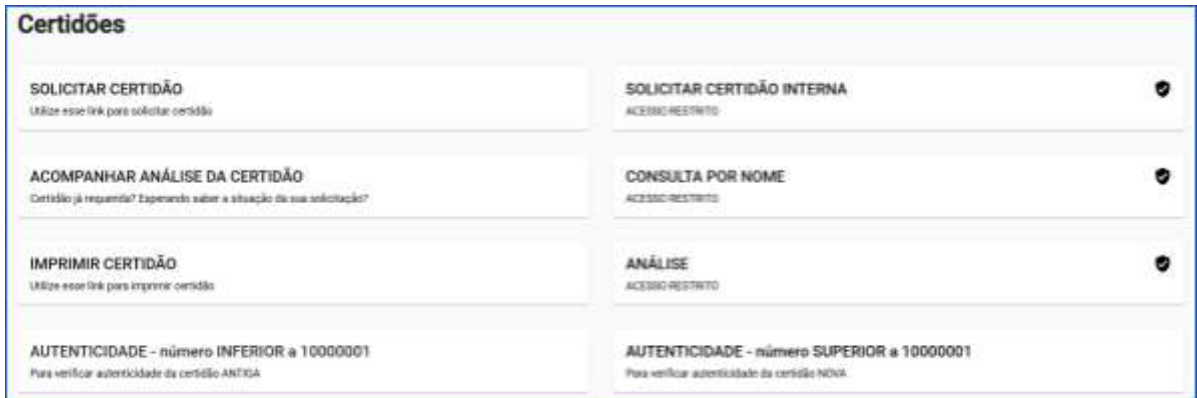 Certidões
SOLICITAR CERTIDÃO
Utilize esse link para solicitar certidão
SOLICITAR CERTIDÃO INTERNA
ACESSO RESTRITO
ACOMPANHAR ANÁLISE DA CERTIDÃO
Certidão já requerida? Esperando saber a situação da sua solicitação?
CONSULTA POR NOME
ACESSO RESTRITO
IMPRIMIR CERTIDÃO
Utilize esse link para imprimir certidão
ANÁLISE
ACESSO RESTRITO
AUTENTICIDADE - número INFERIOR a 10000001
Para verificar autenticidade da certidão ANTIGA
AUTENTICIDADE - número SUPERIOR a 10000001
Para verificar autenticidade da certidão NOVA